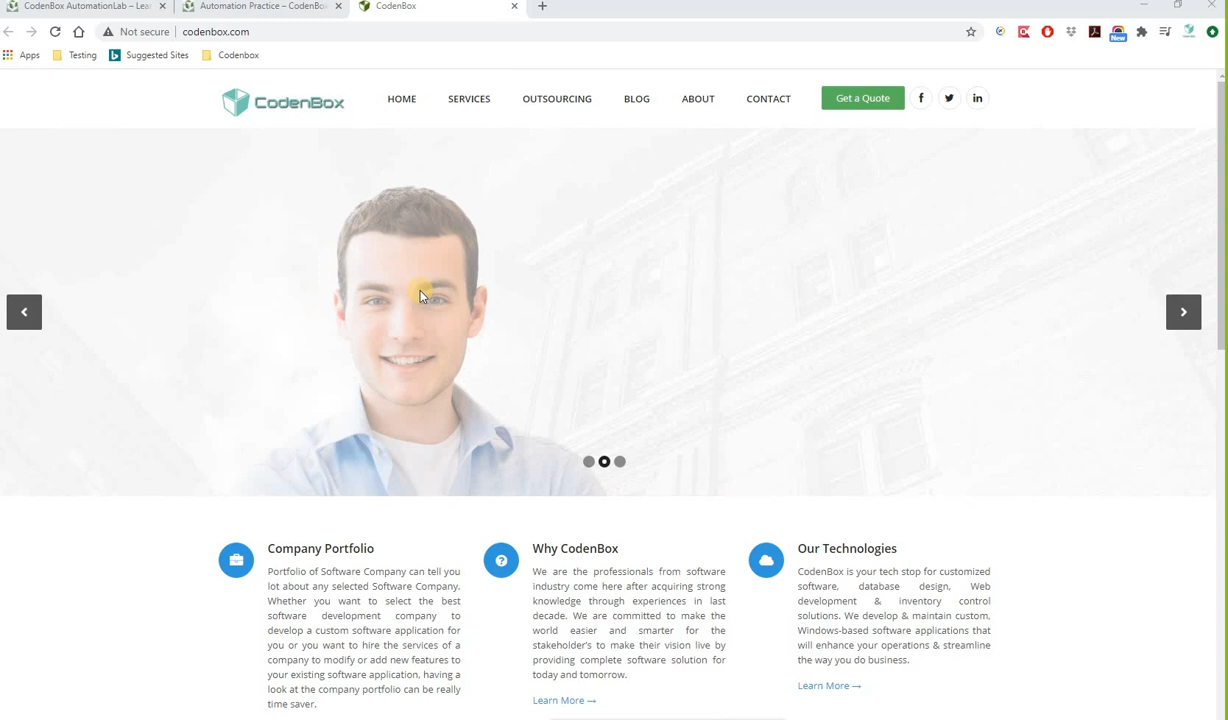 CodenBox AutomationLab – Lea
Automation Practice – CodenBo
CodenBox
Not secure
codenbox.com
New
Apps
Testing
Suggested Sites
Codenbox
CodenBox
HOME
SERVICES
OUTSOURCING
BLOG
ABOUT
CONTACT
Get a Quote
Company Portfolio
Portfolio of Software Company can tell you
lot about any selected Software Company.
Whether you want to select the best
software development company to
develop a custom software application for
you or you want to hire the services of a
company to modify or add new features to
your existing software application, having a
look at the company portfolio can be really
time saver.
Why CodenBox
We are the professionals from software
industry come here after acquiring strong
knowledge through experiences in last
decade. We are committed to make the
world easier and smarter for the
stakeholder's to make their vision live by
providing complete software solution for
today and tomorrow.
Learn More →
Our Technologies
CodenBox is your tech stop for customized
software, database design, Web
development & inventory control
solutions. We develop & maintain custom,
Windows-based software applications that
will enhance your operations & streamline
the way you do business.
Learn More →